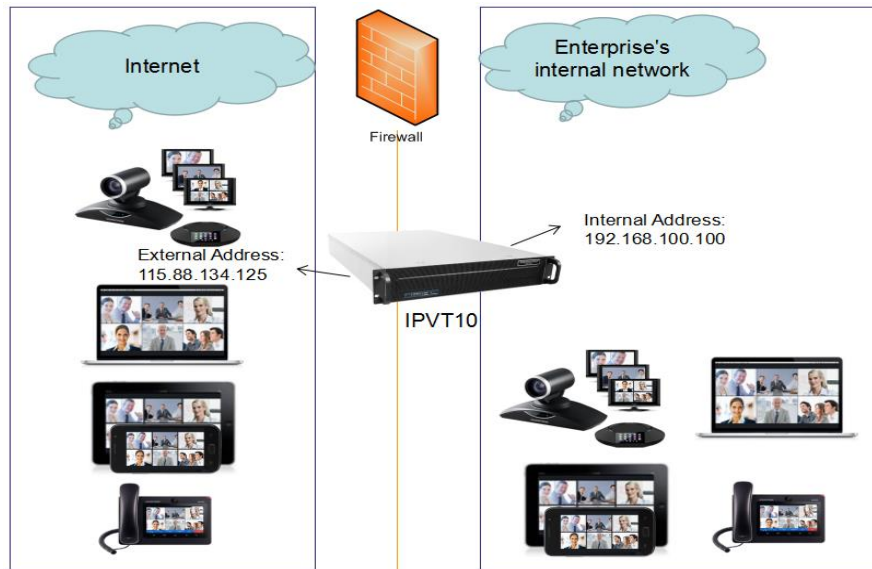 Internet
Firewall
Enterprise's
internal network
Internal Address:
192.168.100.100
External Address:
115.88.134.125
IPVT10